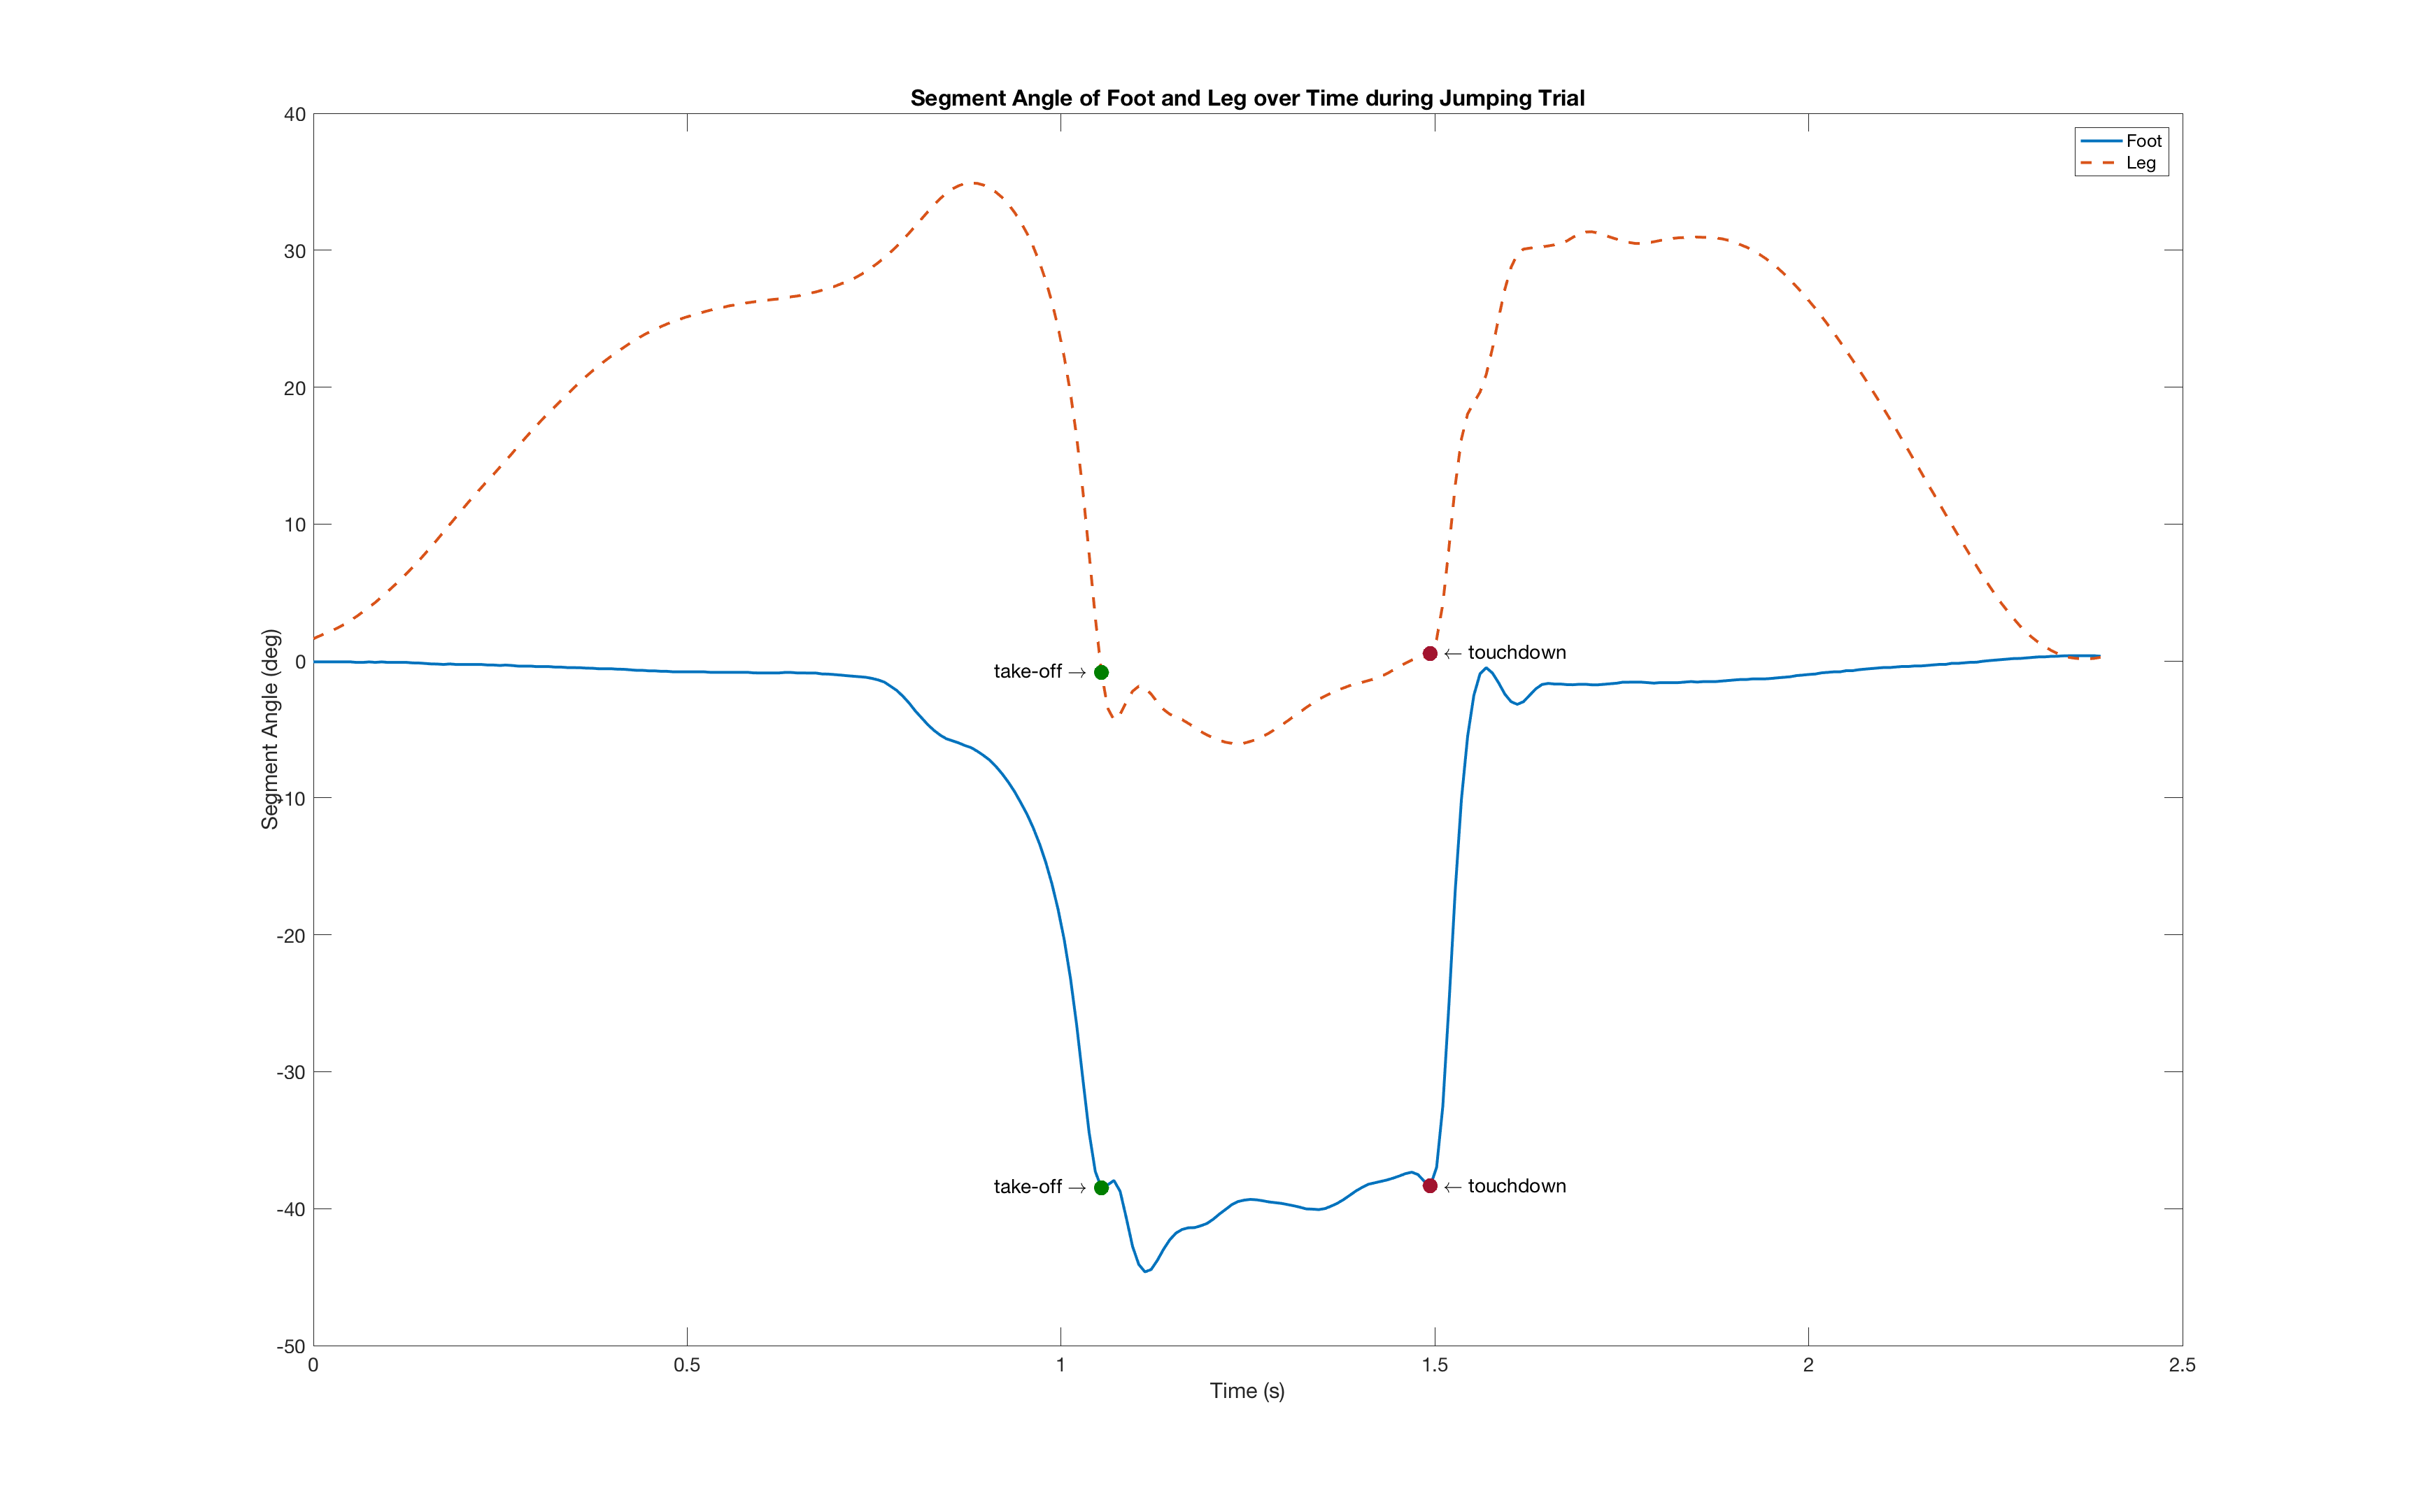 Segment Angle of Foot and Leg over Time during Jumping Trial
Foot
Leg
40
30
20
10
0
-10
-20
-30
-40
-50
Segment Angle (deg)
take-off →
← touchdown
take-off →
← touchdown
0
0.5
1
1.5
2
2.5
Time (s)